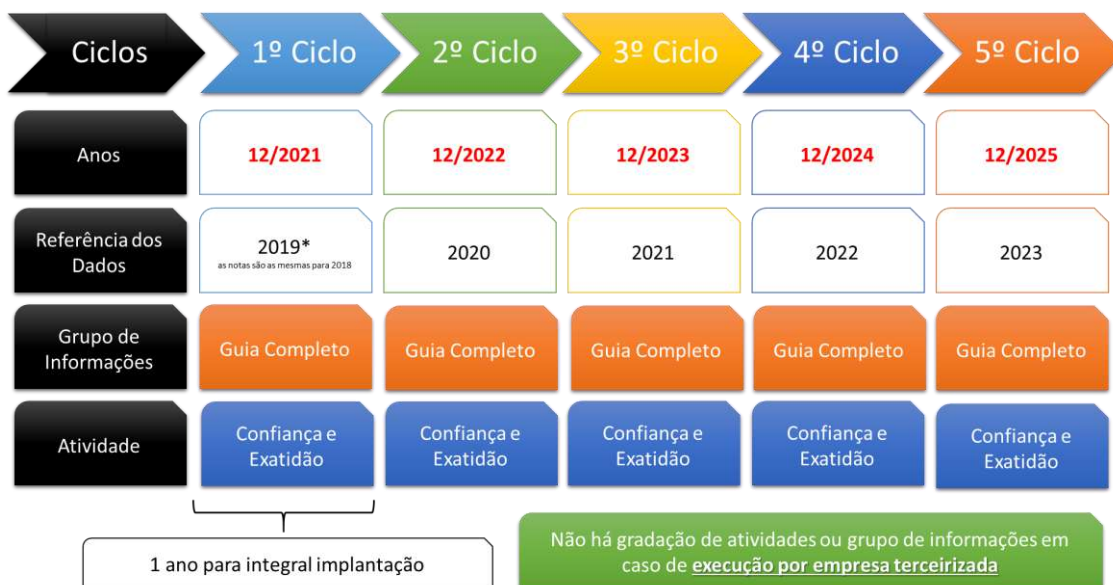 Ciclos 1º Ciclo 2º Ciclo 3º Ciclo 4º Ciclo 5º Ciclo
Anos 12/2021 12/2022 12/2023 12/2024 12/2025
Referência dos
Dados
2019*
as notas são as mesmas para 2018
2020 2021 2022 2023
Grupo de
Informações
Guia Completo Guia Completo Guia Completo Guia Completo Guia Completo
Atividade
Confiança e
Exatidão
Confiança e
Exatidão
Confiança e
Exatidão
Confiança e
Exatidão
Confiança e
Exatidão
1 ano para integral implantação
Não há gradação de atividades ou grupo de informações em
caso de execução por empresa terceirizada